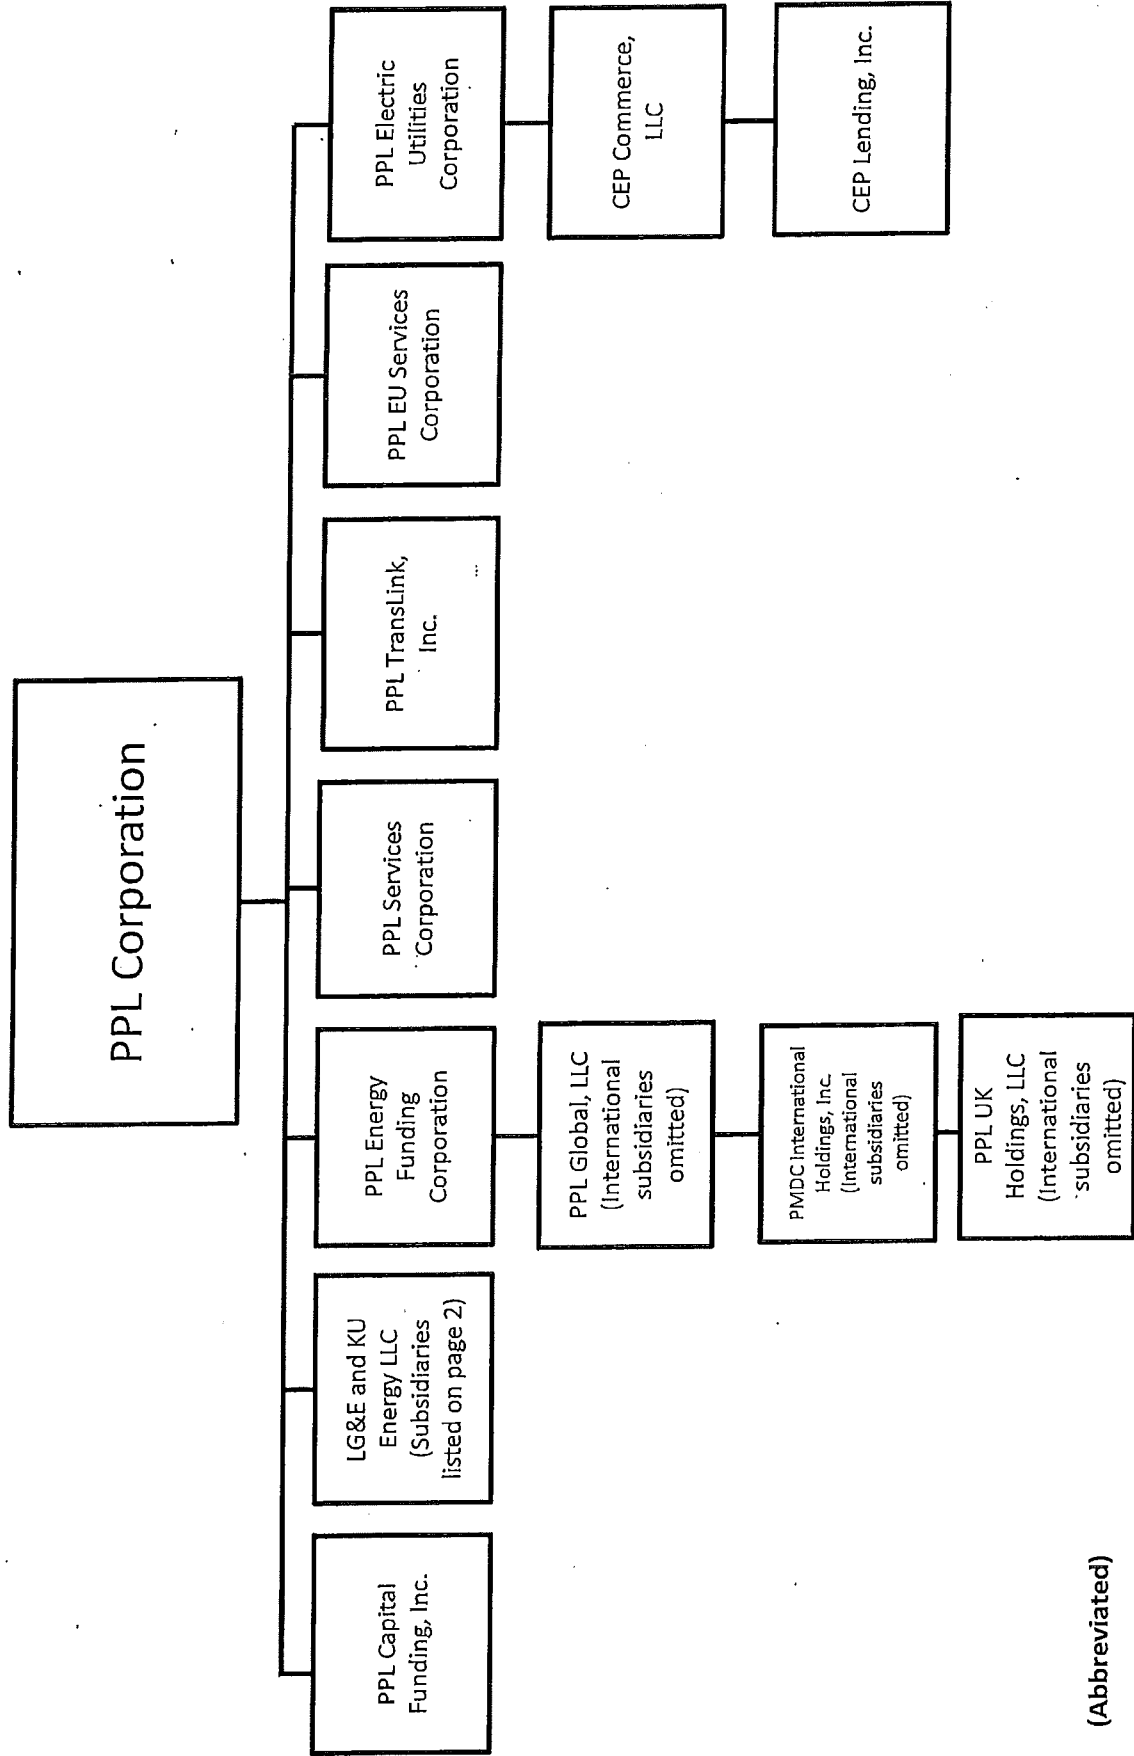 PPL Corporation
PPL Capital
Funding, Inc.
LG&E and KU
Energy LLC
(Subsidiaries
listed on page 2)
PPL Energy
Funding
Corporation
PPL Services
Corporation
PPL TransLink,
Inc.
PPL EU Services
Corporation
PPL Electric
Utilities
Corporation
PPL Global, LLC
(International
subsidiaries
omitted)
CEP Commerce,
LLC
PMDC International
Holdings, Inc.
(International
subsidiaries
omitted)
CEP Lending, Inc.
PPL UK
Holdings, LLC
(International
subsidiaries
omitted)
(Abbreviated)